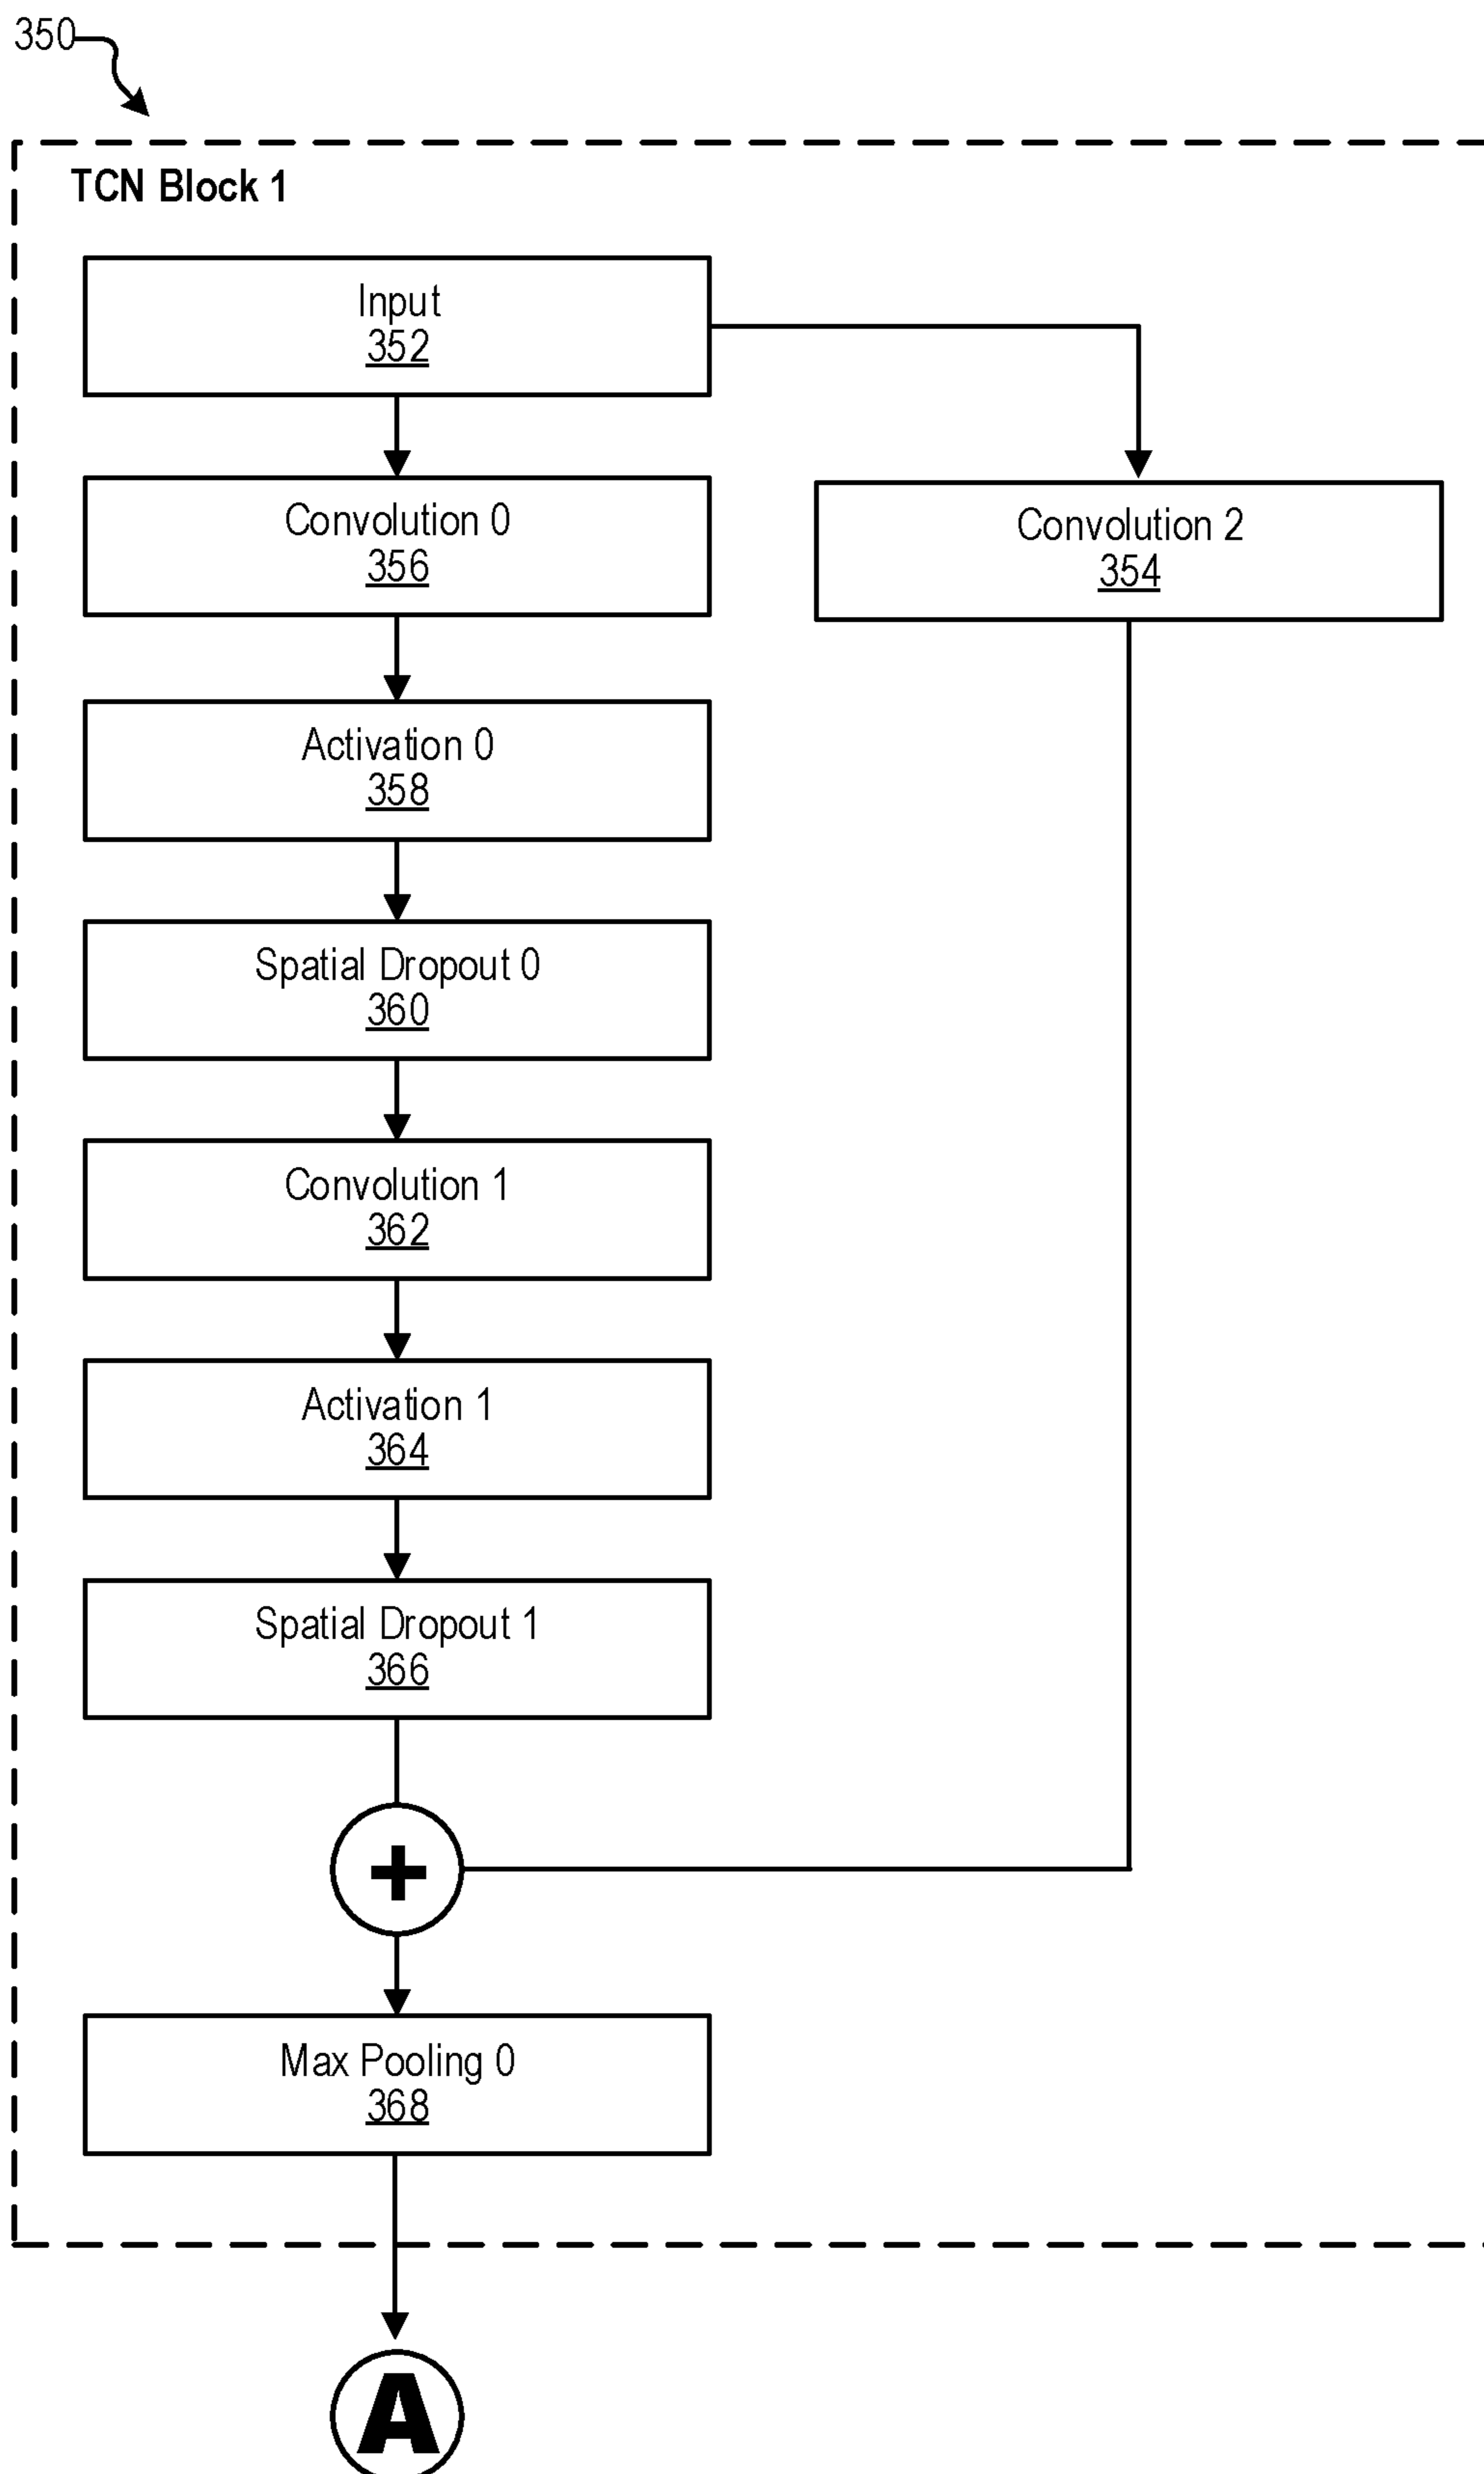 350
TCN Block 1
Input
352
Convolution 0
356
Convolution 2
354
Activation 0
358
Spatial Dropout 0
360
Convolution 1
362
Activation 1
364
Spatial Dropout 1
366
+
Max Pooling 0
368
A